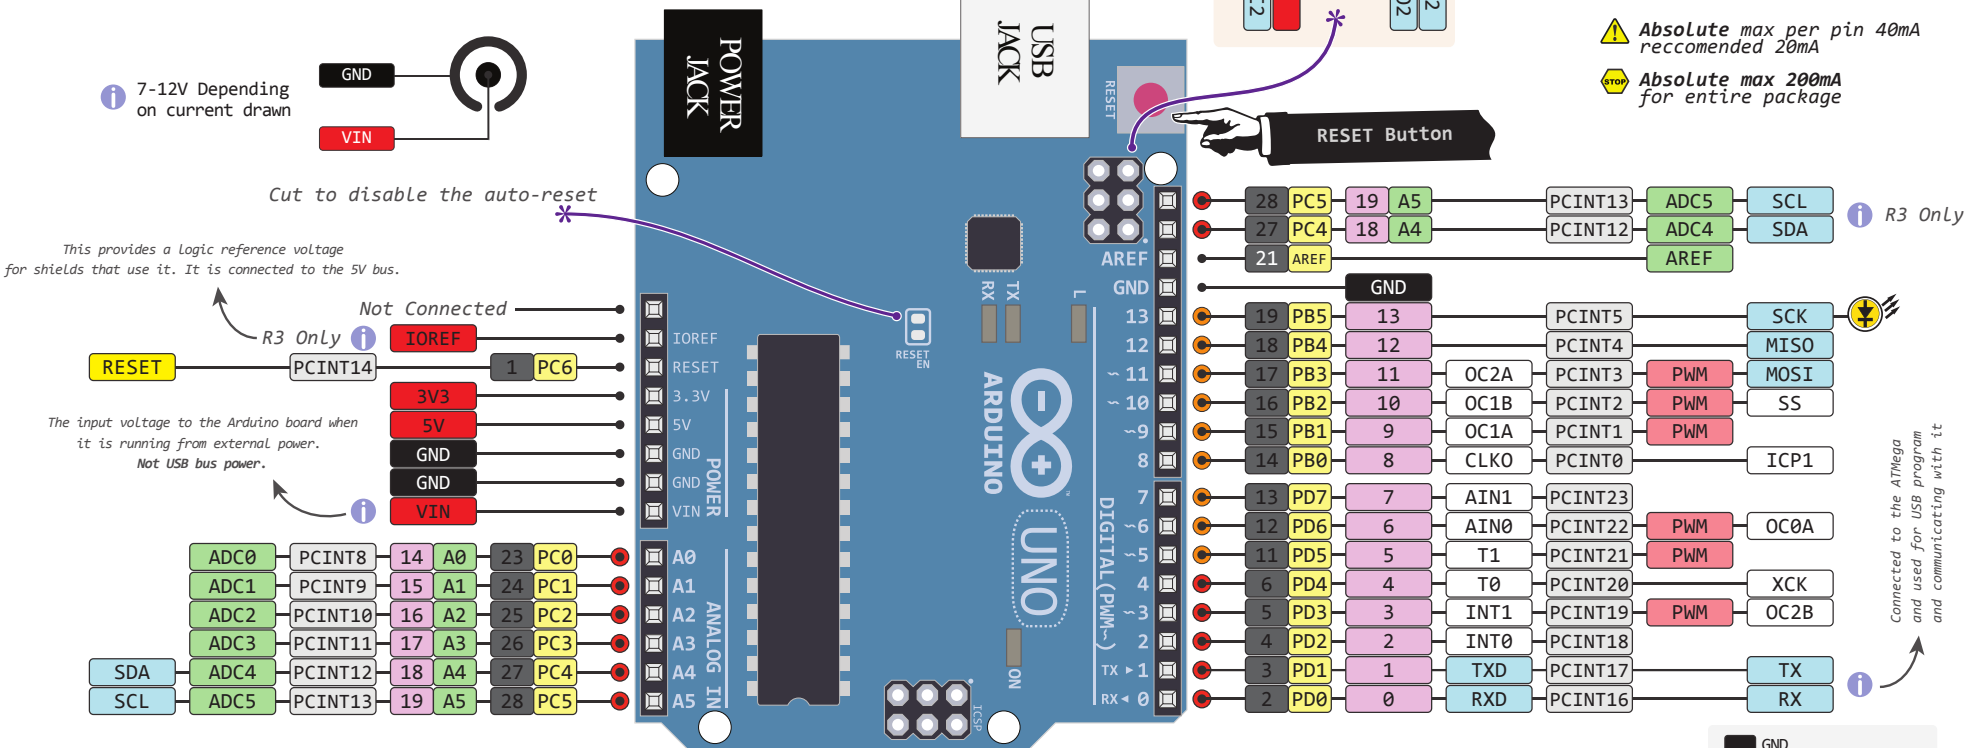 7-12V Depending
on current drawn
GND
VIN
POWER
JACK
USB
JACK
RESET
RESET Button
Absolute max per pin 40mA
reccomended 20mA
STOP
Absolute max 200mA
for entire package
Cut to disable the auto-reset
This provides a logic reference voltage
for shields that use it. It is connected to the 5V bus.
Not Connected
R3 Only IOREF
RESET PCINT14 1 PC6
3V3
5V
GND
GND
VIN
The input voltage to the Arduino board when
it is running from external power.
Not USB bus power.
ADC0 PCINT8 14 A0 23 PC0
ADC1 PCINT9 15 A1 24 PC1
ADC2 PCINT10 16 A2 25 PC2
ADC3 PCINT11 17 A3 26 PC3
SDA ADC4 PCINT12 18 A4 27 PC4
SCL ADC5 PCINT13 19 A5 28 PC5
IOREF
RESET
3.3V
5V
GND
GND
VIN
POWER
A0
A1
A2
A3
A4
A5
ANALOG IN
RESET
EN
RX
TX
L
ARDUINO
UNO
ON
ICSP
AREF
GND
13
12
~ 11
~ 10
~9
8
7
~6
~5
4
~3
2
TX ▸ 1
RX ◂ 0
DIGITAL (PWM~)
28 PC5 19 A5 PCINT13 ADC5 SCL
27 PC4 18 A4 PCINT12 ADC4 SDA
R3 Only
21 AREF AREF
GND
19 PB5 13 PCINT5 SCK
18 PB4 12 PCINT4 MISO
17 PB3 11 OC2A PCINT3 PWM MOSI
16 PB2 10 OC1B PCINT2 PWM SS
15 PB1 9 OC1A PCINT1 PWM
14 PB0 8 CLKO PCINT0 ICP1
13 PD7 7 AIN1 PCINT23
12 PD6 6 AIN0 PCINT22 PWM OC0A
11 PD5 5 T1 PCINT21 PWM
6 PD4 4 T0 PCINT20 XCK
5 PD3 3 INT1 PCINT19 PWM OC2B
4 PD2 2 INT0 PCINT18
3 PD1 1 TXD PCINT17 TX
2 PD0 0 RXD PCINT16 RX
Connected to the ATMega
and used for USB program
and communicating with it
GND